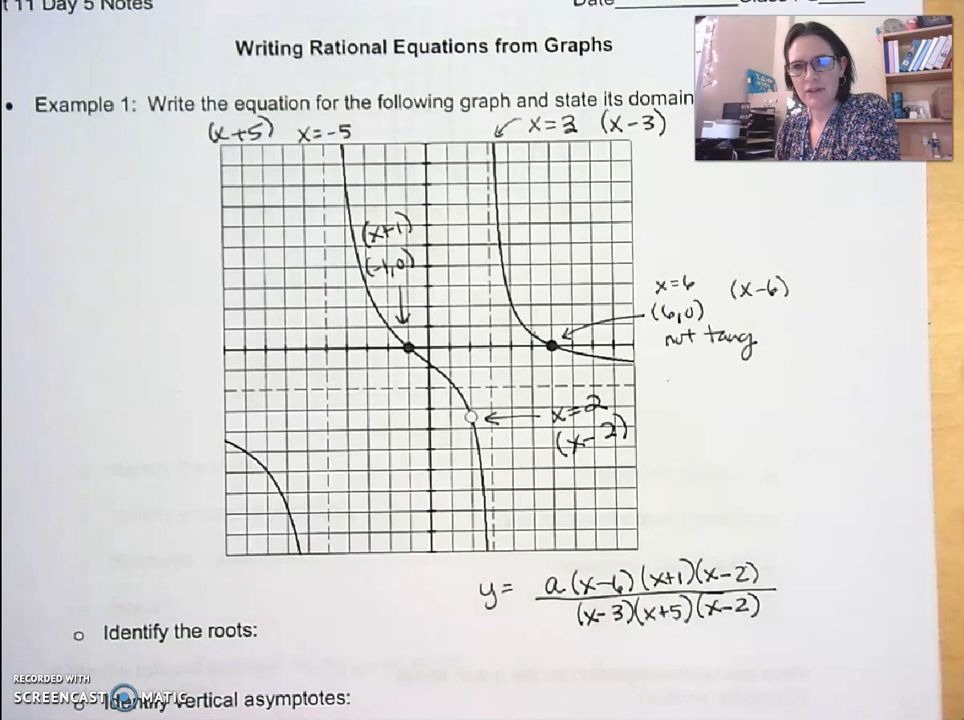 t 11 Day 5 Notes
Date
Writing Rational Equations from Graphs
• Example 1: Write the equation for the following graph and state its domain
(x+5) x=-5
x=3 (x-3)
(x+1)
(-1,0)
x=6 (x-6)
(6,0)
not tang
x=2
(x-2)
y= a(x-6)(x+1)(x-2)
(x-3)(x+5)(x-2)
o Identify the roots:
RECORDED WITH
SCREENCAST MATIC
o Identify vertical asymptotes: